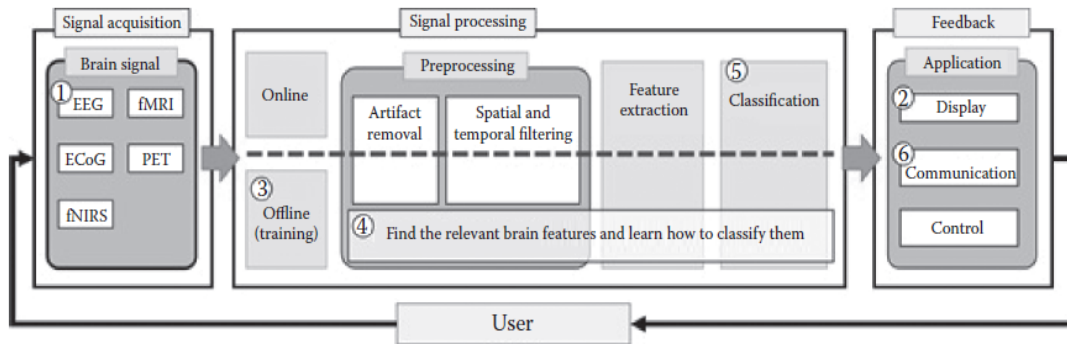 Signal acquisition
Brain signal
① EEG
fMRI
ECoG
PET
fNIRS
Signal processing
Online
③
Offline
(training)
Preprocessing
Artifact
removal
Spatial and
temporal filtering
④ Find the relevant brain features and learn how to classify them
Feature
extraction
⑤
Classification
Feedback
Application
② Display
⑥
Communication
Control
User